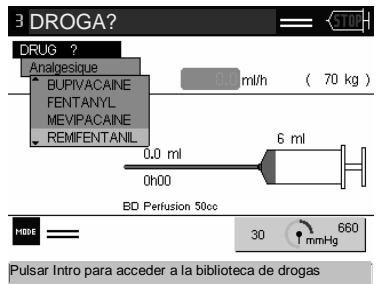 3 DROGA? STOP
DRUG ?
Analgesique
BUPIVACAINE
FENTANYL
MEVIPACAINE
REMIFENTANIL
0.0 ml/h ( 70 kg )
0.0 ml 6 ml
0h00
BD Perfusion 50cc
MODE 30 660
mmHg
Pulsar Intro para acceder a la biblioteca de drogas